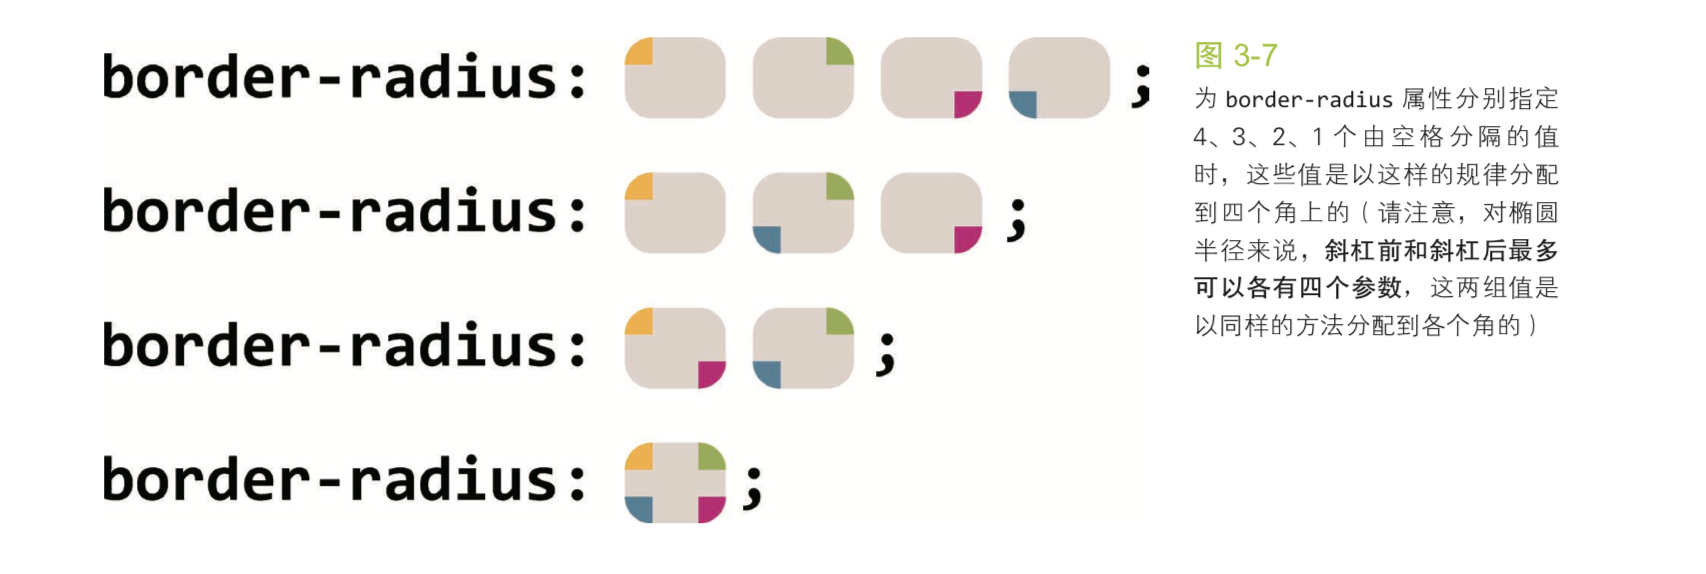 border-radius: ;
border-radius: ;
border-radius: ;
border-radius: ;
图 3-7
为 border-radius 属性分别指定
4、3、2、1 个由空格分隔的值
时，这些值是以这样的规律分配
到四个角上的（请注意，对椭圆
半径来说，斜杠前和斜杠后最多
可以各有四个参数，这两组值是
以同样的方法分配到各个角的）